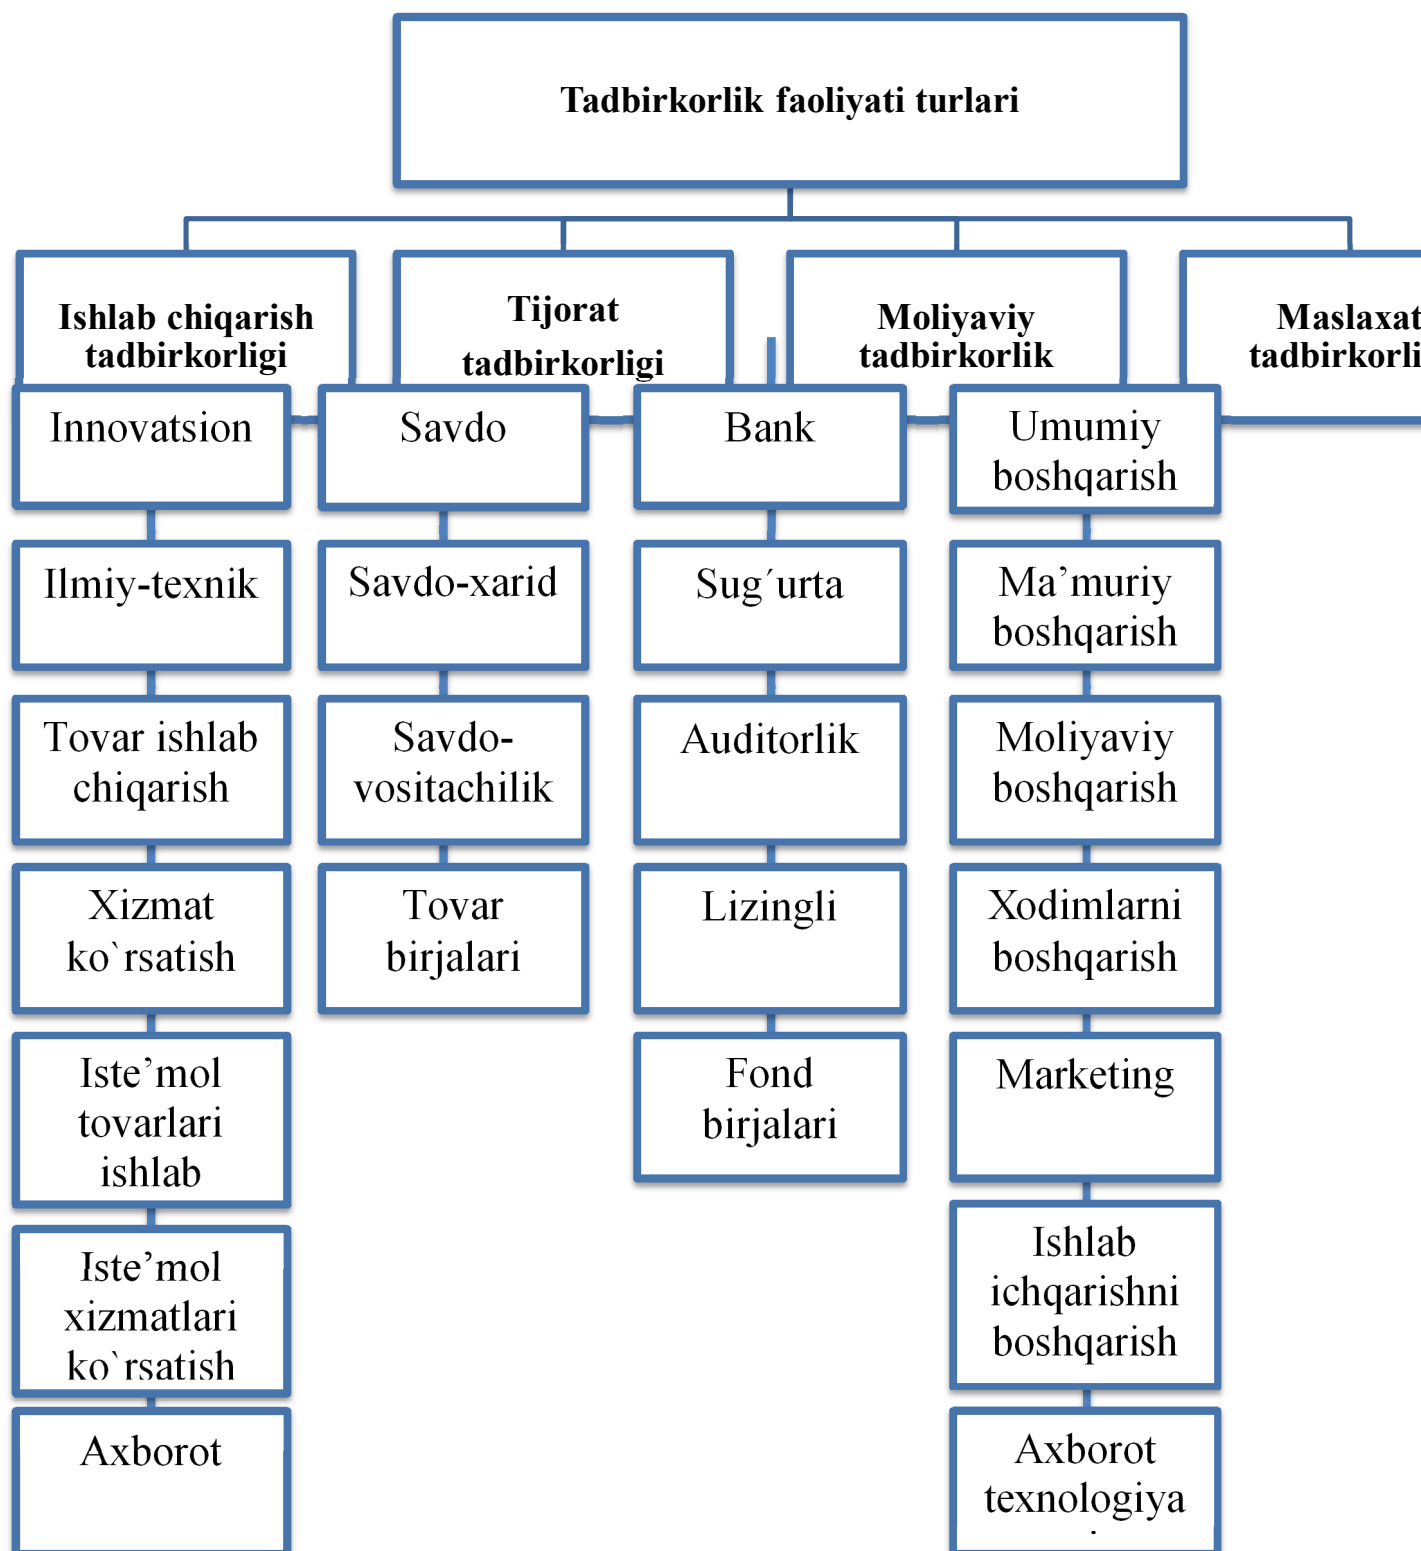 Tadbirkorlik faoliyati turlari
Ishlab chiqarish
tadbirkorligi
Tijorat
tadbirkorligi
Moliyaviy
tadbirkorlik
Maslaxat
Innovatsion
Ilmiy-texnik
Tovar ishlab
chiqarish
Xizmat
ko`rsatish
Iste’mol
tovarlari
ishlab
Iste’mol
xizmatlari
ko`rsatish
Axborot
Savdo
Savdo-xarid
Savdo-
vositachilik
Tovar
birjalari
Bank
Sug´urta
Auditorlik
Lizingli
Fond
birjalari
Umumiy
boshqarish
Ma’muriy
boshqarish
Moliyaviy
boshqarish
Xodimlarni
boshqarish
Marketing
Ishlab
ichqarishni
boshqarish
Axborot
texnologiya